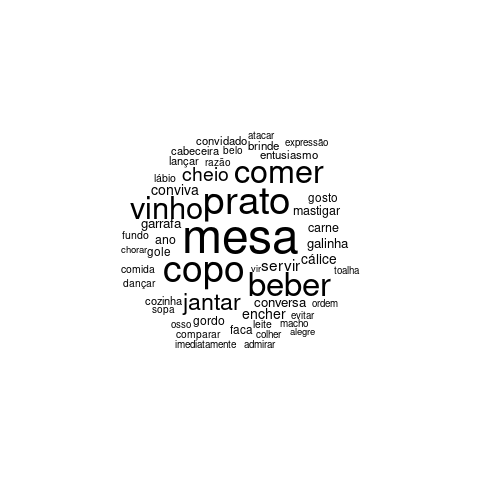 atacar
convidado
expressão
brinde
cabeceira
belo
entusiasmo
lançar
razão
cheio
comer
lábio
conviva
gosto
vinho
prato
mastigar
garrafa
carne
fundo
ano
mesa
galinha
chorar
gole
cálice
comida
copo
vir
servir
toalha
dançar
beber
cozinha
jantar
conversa
ordem
sopa
encher
evitar
osso
gordo
leite
macho
faca
comparar
colher
alegre
imediatamente
admirar